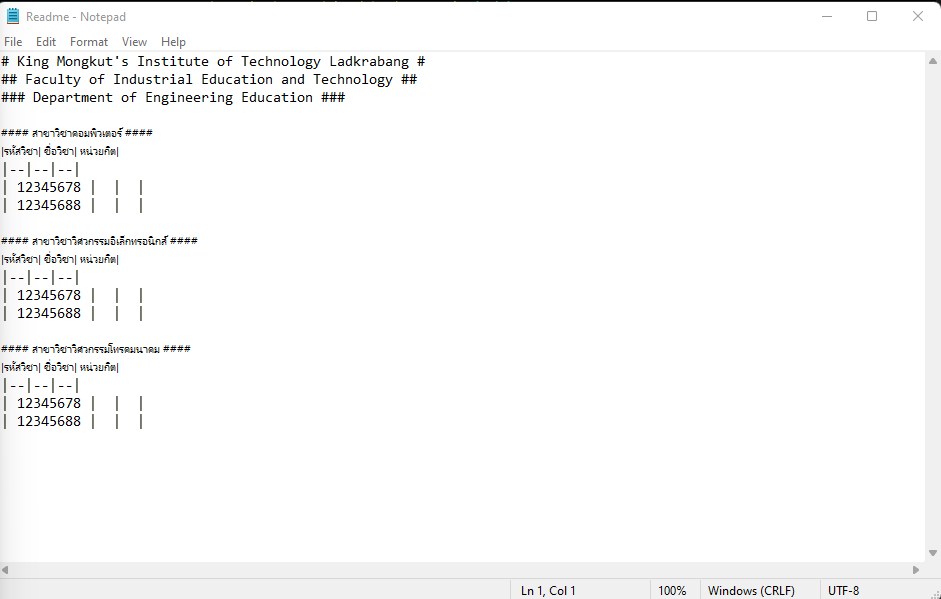 Readme - Notepad
File Edit Format View Help
# King Mongkut's Institute of Technology Ladkrabang #
## Faculty of Industrial Education and Technology ##
### Department of Engineering Education ###
#### สาขาวิชาคอมพิวเตอร์ ####
|รหัสวิชา| ชื่อวิชา| หน่วยกิต|
|--|--|--|
| 12345678 |  |  |
| 12345688 |  |  |
#### สาขาวิชาวิศวกรรมอิเล็กทรอนิกส์ ####
|รหัสวิชา| ชื่อวิชา| หน่วยกิต|
|--|--|--|
| 12345678 |  |  |
| 12345688 |  |  |
#### สาขาวิชาวิศวกรรมโทรคมนาคม ####
|รหัสวิชา| ชื่อวิชา| หน่วยกิต|
|--|--|--|
| 12345678 |  |  |
| 12345688 |  |  |
Ln 1, Col 1 100% Windows (CRLF) UTF-8